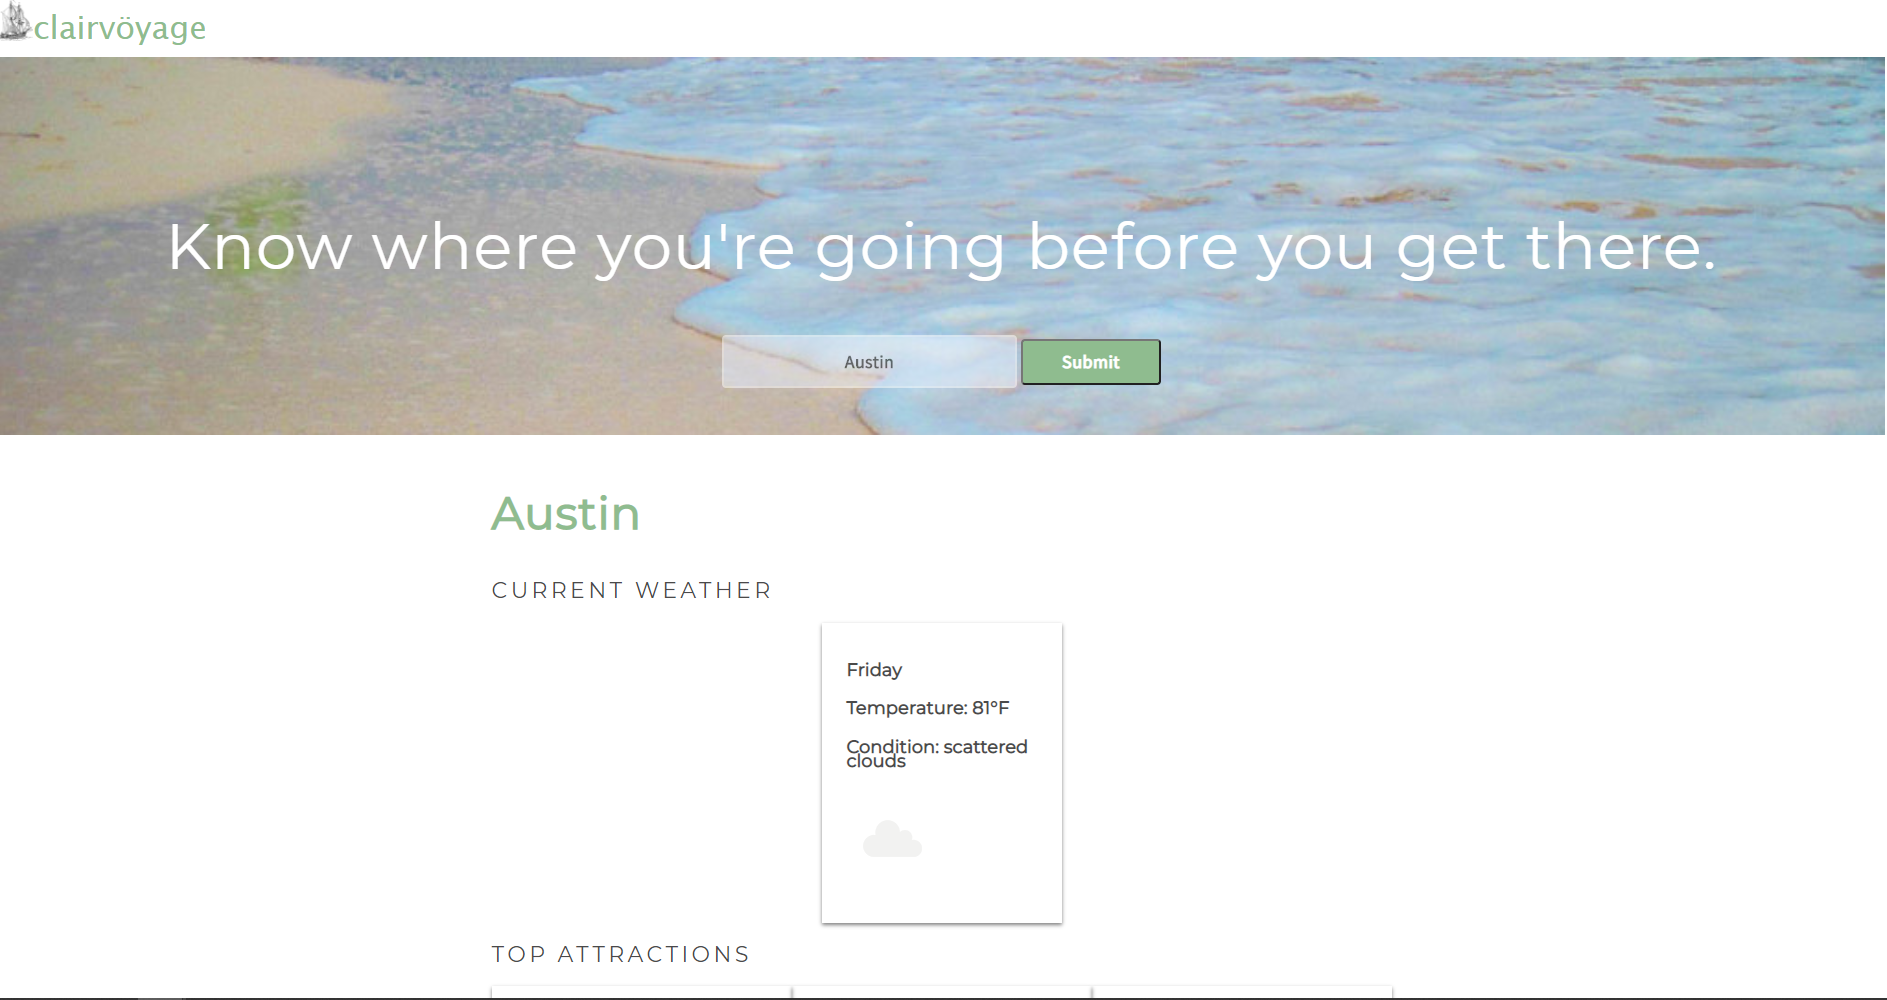 clairvöyage
Know where you're going before you get there.
Austin
Submit
Austin
CURRENT WEATHER
Friday
Temperature: 81°F
Condition: scattered
clouds
TOP ATTRACTIONS